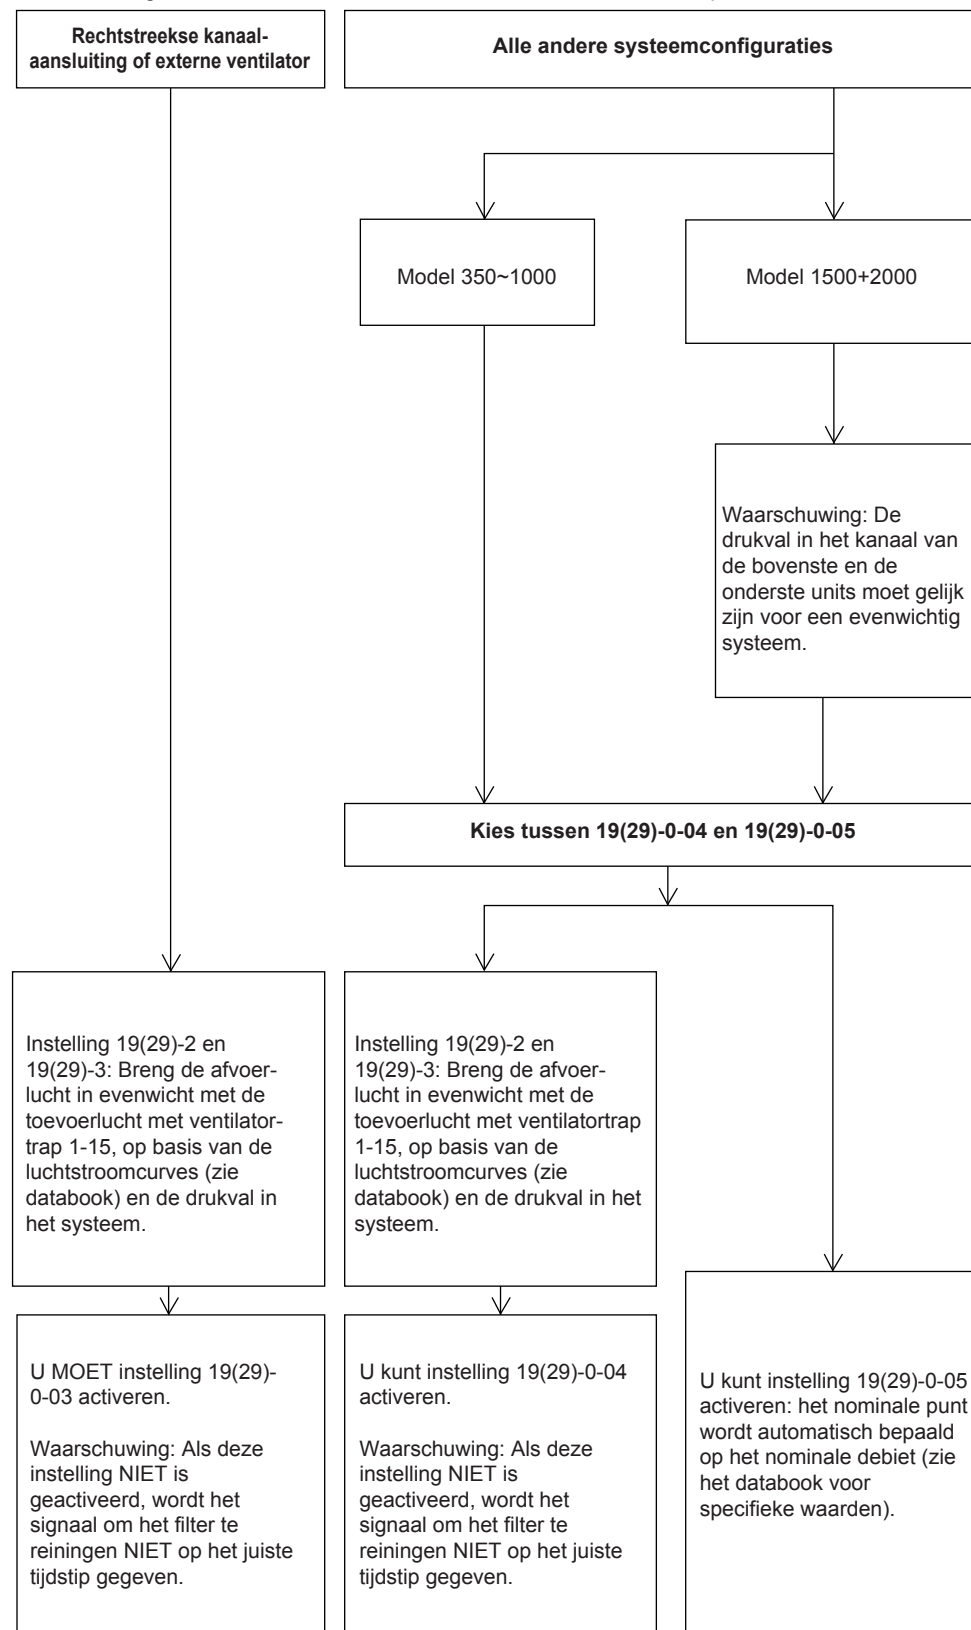 Rechtstreekse kanaal-
aansluiting of externe ventilator
Alle andere systeemconfiguraties
Model 350~1000
Model 1500+2000
Waarschuwing: De
drukval in het kanaal van
de bovenste en de
onderste units moet gelijk
zijn voor een evenwichtig
systeem.
Kies tussen 19(29)-0-04 en 19(29)-0-05
Instelling 19(29)-2 en
19(29)-3: Breng de afvoer-
lucht in evenwicht met de
toevoerlucht met ventilator-
trap 1-15, op basis van de
luchtstroomcurves (zie
databook) en de drukval in
het systeem.
Instelling 19(29)-2 en
19(29)-3: Breng de afvoer-
lucht in evenwicht met de
toevoerlucht met ventilatortrap
1-15, op basis van de
luchtstroomcurves (zie
databook) en de drukval in het
systeem.
U MOET instelling 19(29)-
0-03 activeren.
Waarschuwing: Als deze
instelling NIET is
geactiveerd, wordt het
signaal om het filter te
reiningen NIET op het juiste
tijdstip gegeven.
U kunt instelling 19(29)-0-04
activeren.
Waarschuwing: Als deze
instelling NIET is
geactiveerd, wordt het
signaal om het filter te
reiningen NIET op het juiste
tijdstip gegeven.
U kunt instelling 19(29)-0-05
activeren: het nominale punt
wordt automatisch bepaald
op het nominale debiet (zie
het databook voor
specifieke waarden).